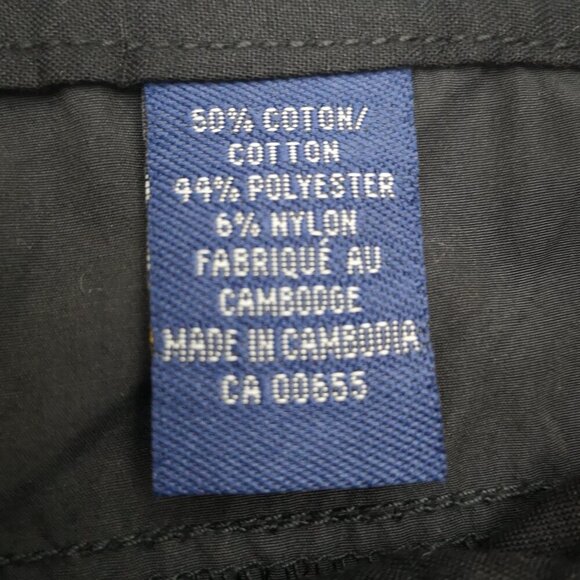 50% COTON/
COTTON
44% POLYESTER
6% NYLON
FABRIQUÉ AU
CAMBODGE
MADE IN CAMBODIA
CA 00655